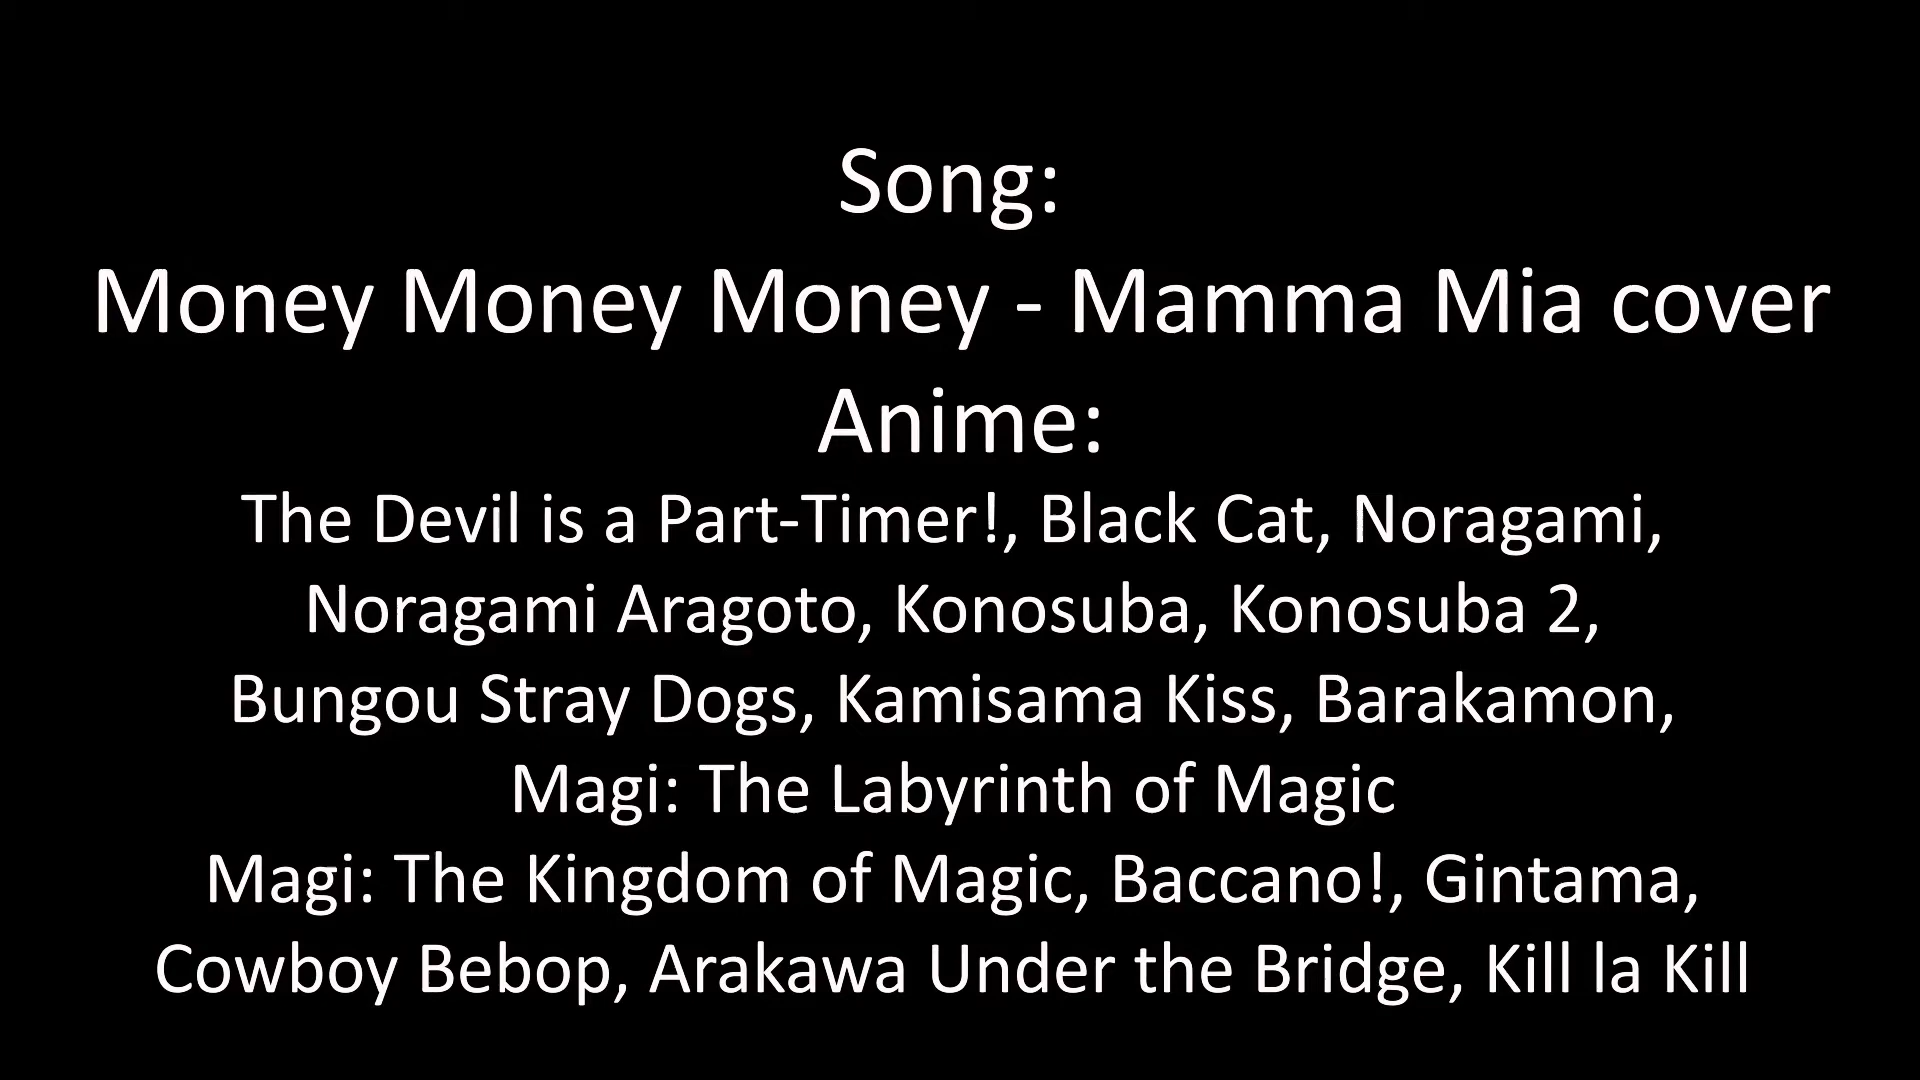 Song:
Money Money Money - Mamma Mia cover
Anime:
The Devil is a Part-Timer!, Black Cat, Noragami,
Noragami Aragoto, Konosuba, Konosuba 2,
Bungou Stray Dogs, Kamisama Kiss, Barakamon,
Magi: The Labyrinth of Magic
Magi: The Kingdom of Magic, Baccano!, Gintama,
Cowboy Bebop, Arakawa Under the Bridge, Kill la Kill